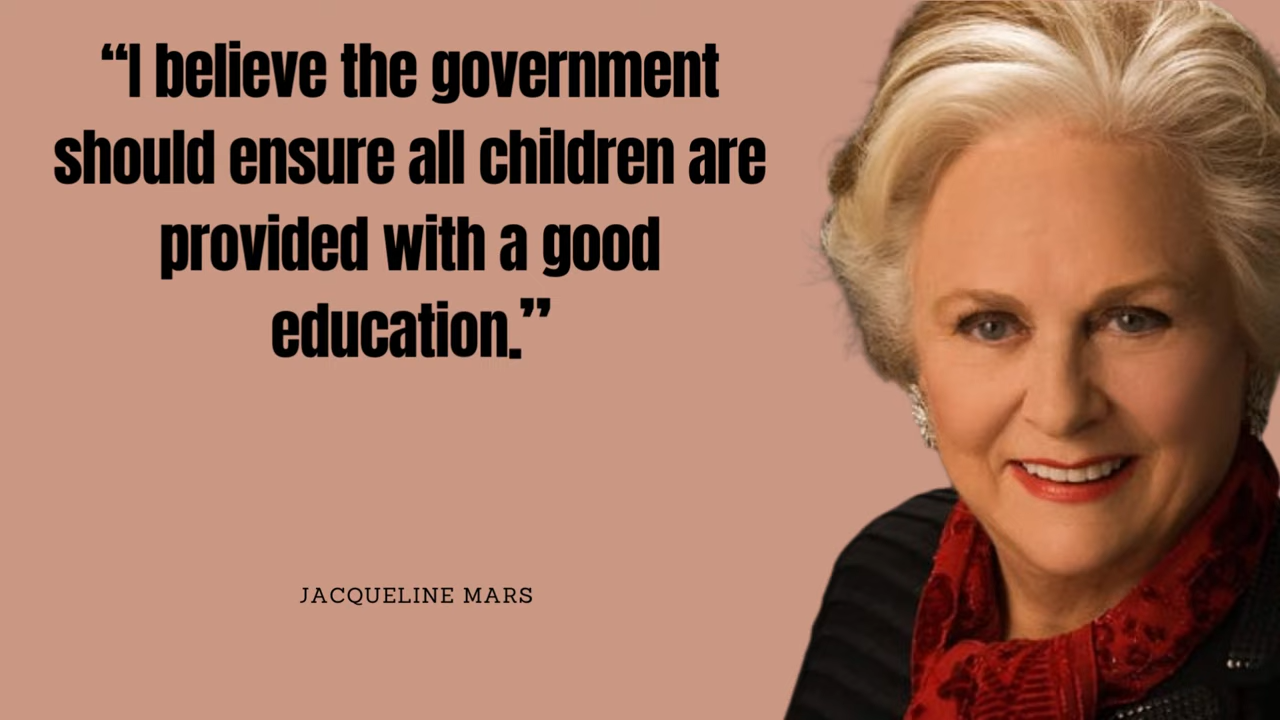 “I believe the government
should ensure all children are
provided with a good
education.”
JACQUELINE MARS